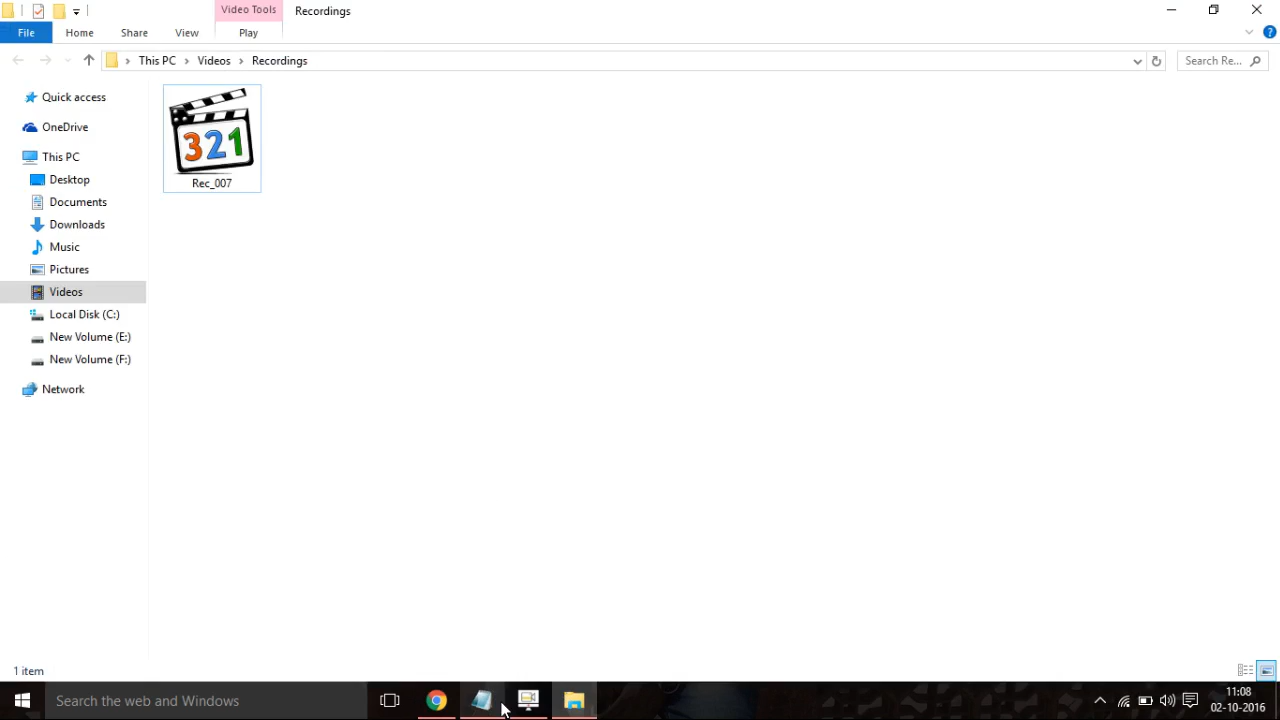 Video Tools
Recordings
File
Home
Share
View
Play
This PC
Videos
Recordings
Search Re...
Quick access
OneDrive
This PC
Desktop
Documents
Downloads
Music
Pictures
Videos
Local Disk (C:)
New Volume (E:)
New Volume (F:)
Network
321
Rec_007
1 item
Search the web and Windows
1:08
02-10-2016